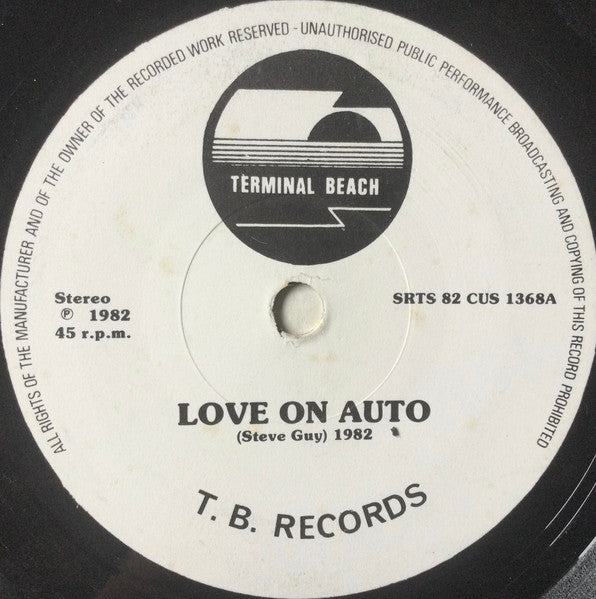 ALL RIGHTS OF THE MANUFACTURER AND OF THE OWNER OF THE RECORDED WORK RESERVED - UNAUTHORISED PUBLIC PERFORMANCE BROADCASTING AND COPYING OF THIS RECORD PROHIBITED
TERMINAL BEACH
Stereo
℗ 1982
45 r.p.m.
SRTS 82 CUS 1368A
LOVE ON AUTO
(Steve Guy) 1982
T. B. RECORDS